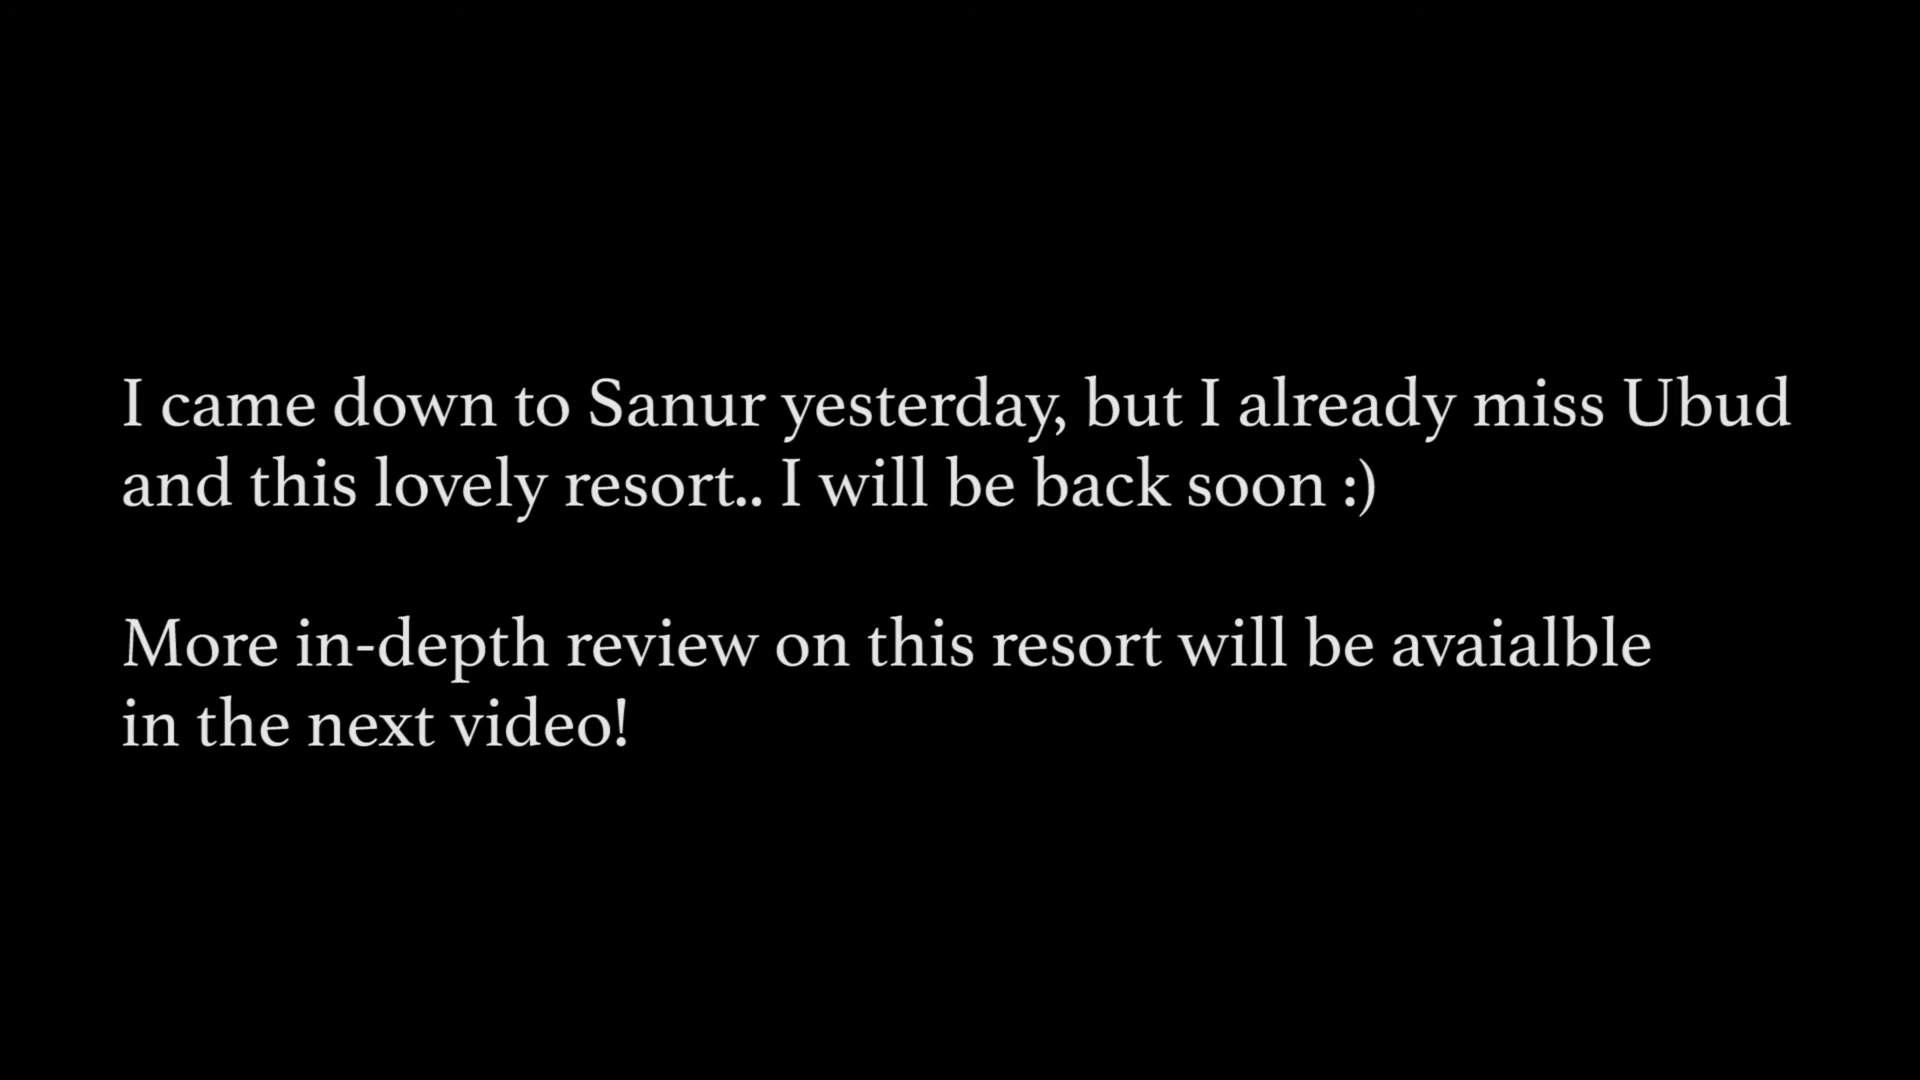 I came down to Sanur yesterday, but I already miss Ubud
and this lovely resort.. I will be back soon :)
More in-depth review on this resort will be avaialble
in the next video!